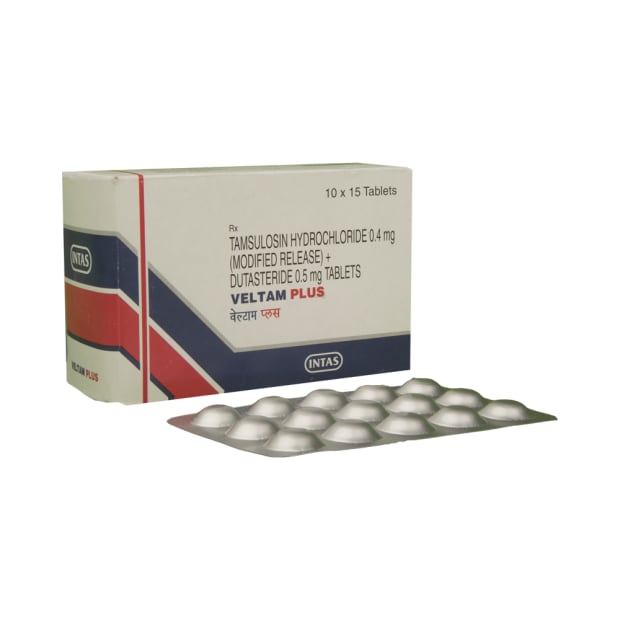 10 x 15 Tablets
Rx
TAMSULOSIN HYDROCHLORIDE 0.4 mg
(MODIFIED RELEASE) +
DUTASTERIDE 0.5 mg TABLETS
VELTAM PLUS
वेल्टाम प्लस
INTAS
INTAS
VELTAM PLUS